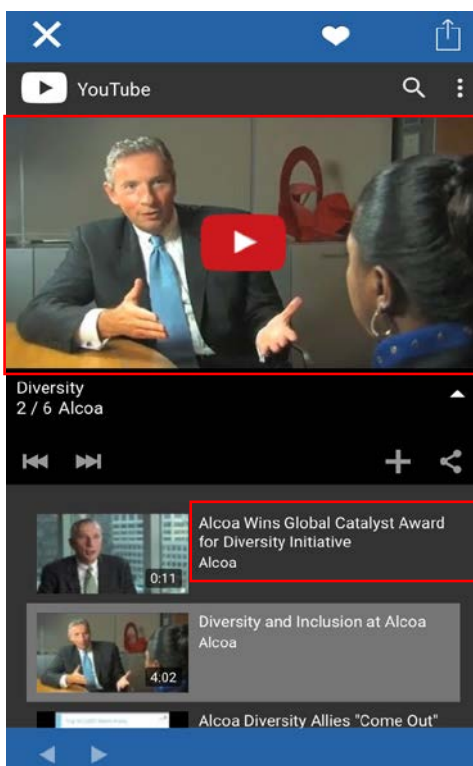 YouTube
Diversity
2 / 6 Alcoa
Alcoa Wins Global Catalyst Award
for Diversity Initiative
Alcoa
0:11
Diversity and Inclusion at Alcoa
Alcoa
4:02
Alcoa Diversity Allies "Come Out"